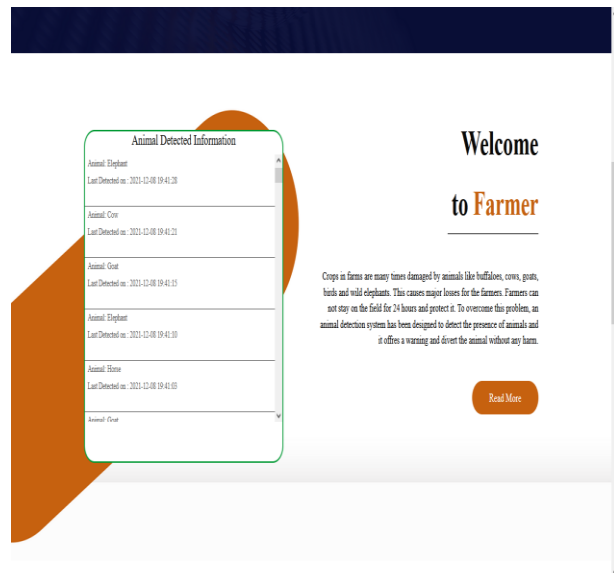 Animal Detected Information
Animal: Elephant
Last Detected on : 2021-12-08 19:41:28
Animal: Cow
Last Detected on : 2021-12-08 19:41:21
Animal: Goat
Last Detected on : 2021-12-08 19:41:15
Animal: Elephant
Last Detected on : 2021-12-08 19:41:10
Animal: Horse
Last Detected on : 2021-12-08 19:41:03
Animal: Goat
Welcome
to Farmer
Crops in farms are many times damaged by animals like buffaloes, cows, goats,
birds and wild elephants. This causes major losses for the farmers. Farmers can
not stay on the field for 24 hours and protect it. To overcome this problem, an
animal detection system has been designed to detect the presence of animals and
it offres a warning and divert the animal without any harm.
Read More